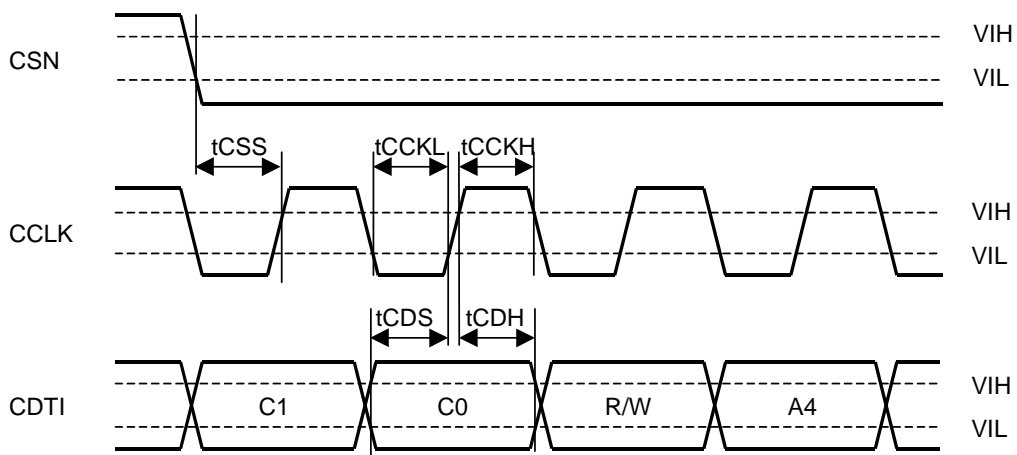 VIH
CSN
VIL
tCSS tCCKL tCCKH
VIH
CCLK
VIL
tCDS tCDH
VIH
CDTI C1 C0 R/W A4
VIL